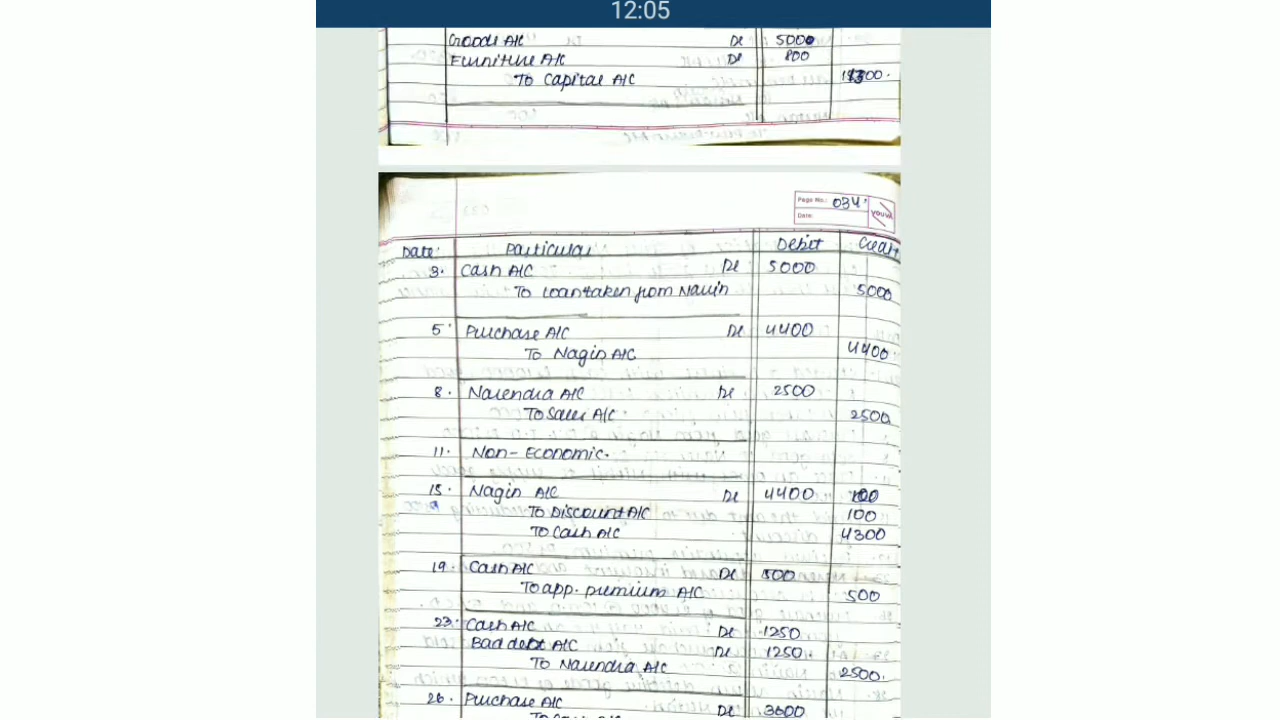 12:05
Goods A/C Dr 5000
Furniture A/C Dr 800
To Capital A/C
Page No.: 034
Date:
YOUVA
Date. Particular Debit Credit
3. Cash A/C Dr 5000
To Loan taken from Navin 5000
5. Purchase A/C Dr 4400
To Nagin A/C 4400
8. Narendra A/C Dr 2500
To Sales A/C. 2500
11. Non-Economic.
15. Nagin A/C Dr 4400
To Discount A/C 100
To Cash A/C 4300
19. Cash A/C Dr 500
To app. premium A/C 500
23. Cash A/C Dr 1250
Bad debt A/C Dr 1250
To Narendra A/C 2500.
26. Purchase A/C Dr 3600